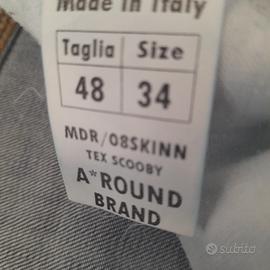 Made in Italy
Taglia Size
48 34
MDR/08SKINN
TEX SCOOBY
A*ROUND
BRAND
subito